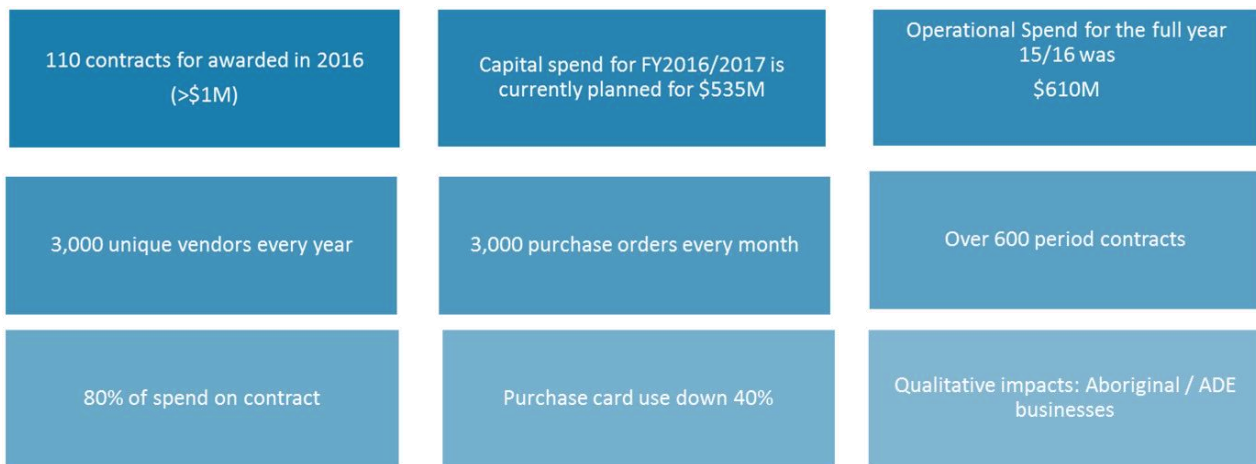 110 contracts for awarded in 2016
(>$1M)
Capital spend for FY2016/2017 is
currently planned for $535M
Operational Spend for the full year
15/16 was
$610M
3,000 unique vendors every year
3,000 purchase orders every month
Over 600 period contracts
80% of spend on contract
Purchase card use down 40%
Qualitative impacts: Aboriginal / ADE
businesses